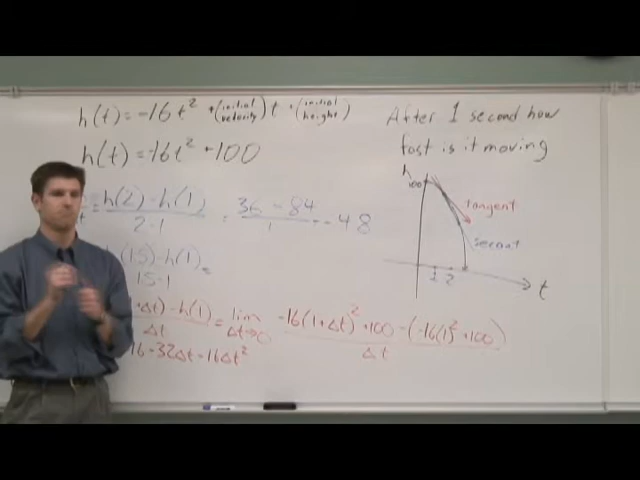 h(t) = -16t² + (initial velocity) t + (initial height)
h(t) = -16t² + 100
= h(2) - h(1) / 2-1 = 36 - 84 / 1 = -48
(1.5) - h(1) / 1.5-1 =
+Δt) - h(1) / Δt = lim Δt→0 -16(1+Δt)² + 100 - (-16(1)² + 100) / Δt
16 - 32Δt - 16Δt²
After 1 second how
fast is it moving
h
100
tangent
secant
1 2
t